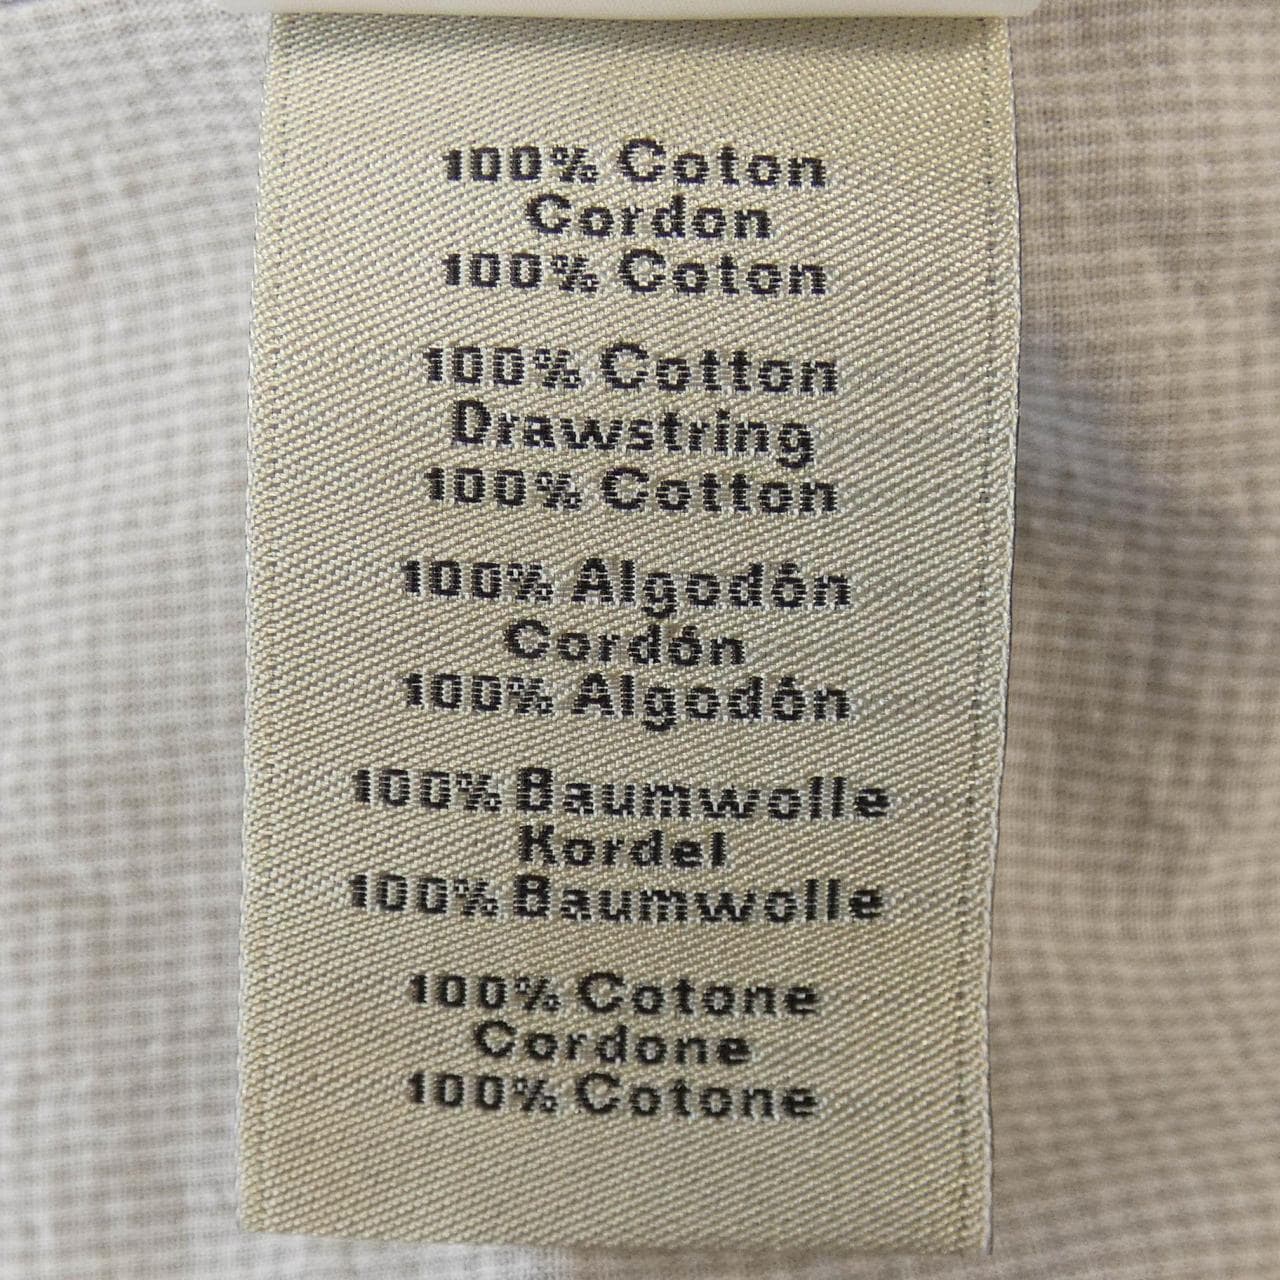 100% Coton
Cordon
100% Coton
100% Cotton
Drawstring
100% Cotton
100% Algodón
Cordón
100% Algodón
100% Baumwolle
Kordel
100% Baumwolle
100% Cotone
Cordone
100% Cotone